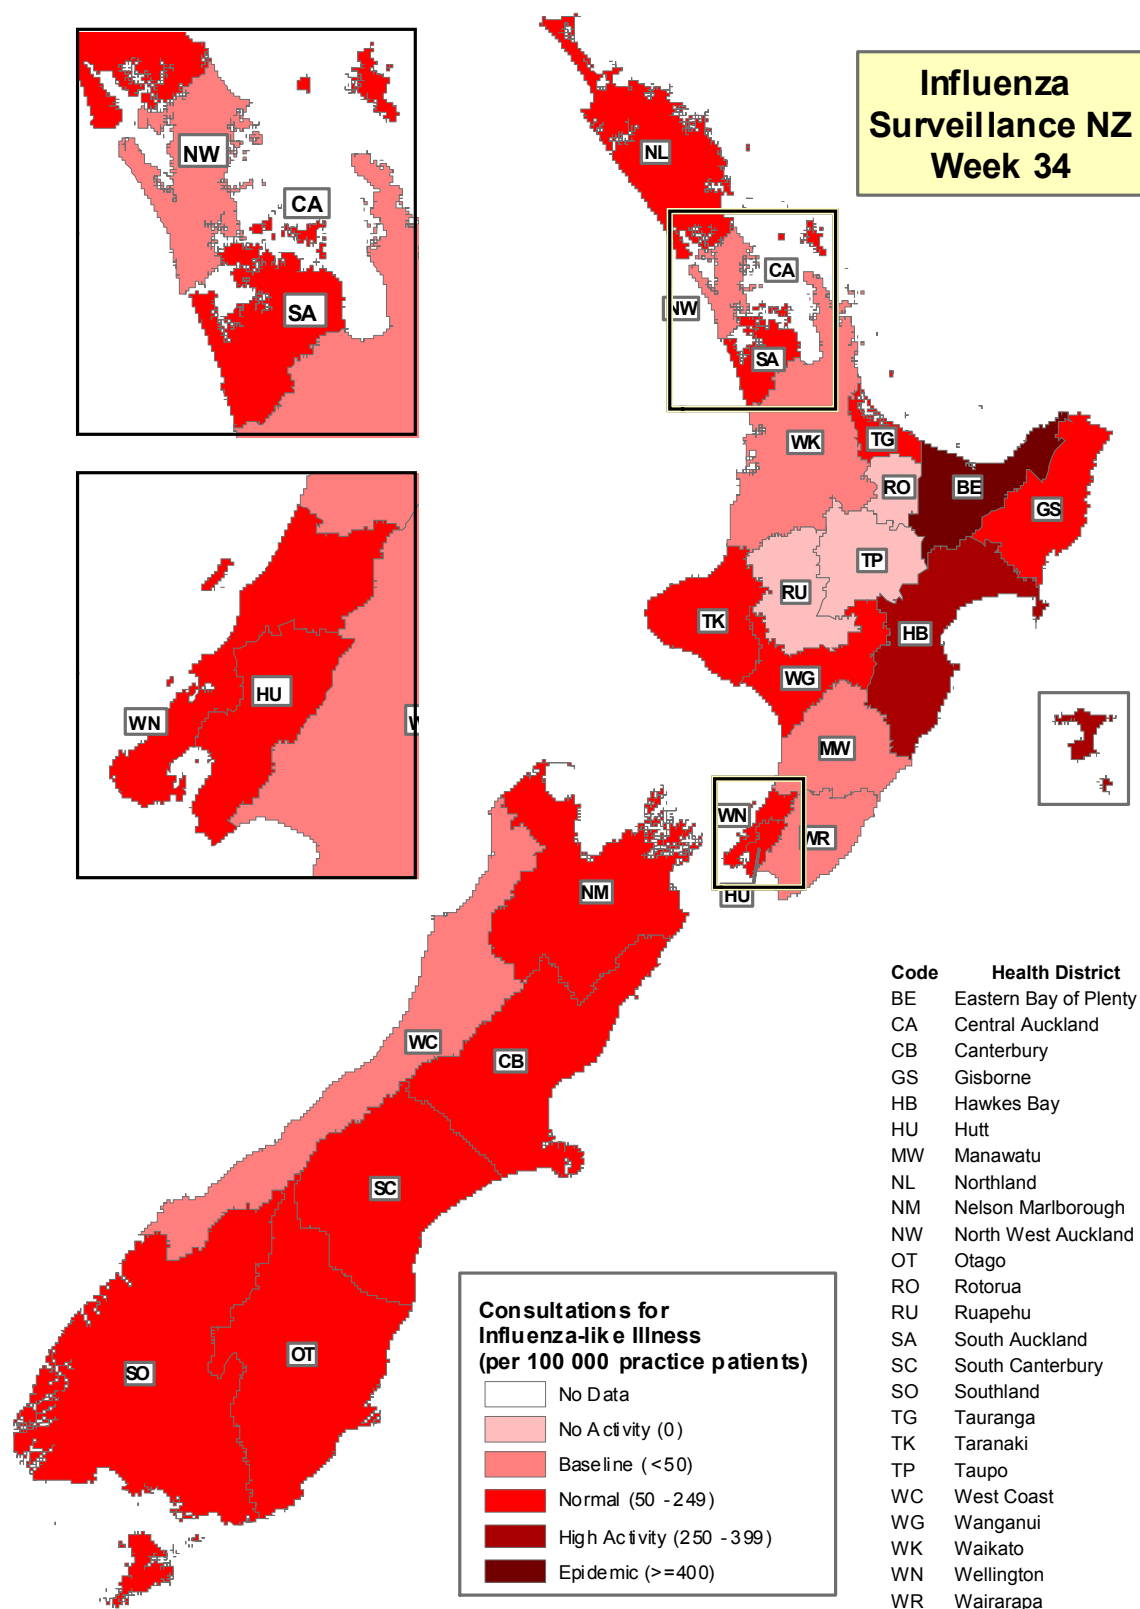 Influenza
Surveillance NZ
Week 34
NW
CA
SA
NL
CA
NW
SA
WK
TG
RO
BE
GS
TP
RU
TK
HB
WG
MW
WN
WR
HU
HU
WN
NM
WC
CB
SC
OT
SO
Code Health District
BE Eastern Bay of Plenty
CA Central Auckland
CB Canterbury
GS Gisborne
HB Hawkes Bay
HU Hutt
MW Manawatu
NL Northland
NM Nelson Marlborough
NW North West Auckland
OT Otago
RO Rotorua
RU Ruapehu
SA South Auckland
SC South Canterbury
SO Southland
TG Tauranga
TK Taranaki
TP Taupo
WC West Coast
WG Wanganui
WK Waikato
WN Wellington
WR Wairarapa
Consultations for
Influenza-like Illness
(per 100 000 practice patients)
No Data
No Activity (0)
Baseline (<50)
Normal (50 - 249)
High Activity (250 - 399)
Epidemic (>=400)